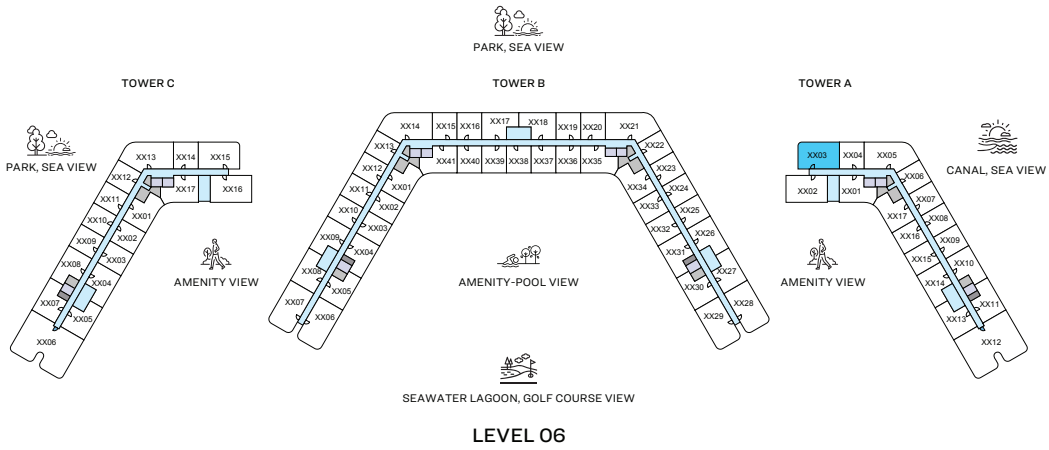 PARK, SEA VIEW
TOWER C
TOWER B
TOWER A
PARK, SEA VIEW
CANAL, SEA VIEW
XX13
XX14
XX15
XX12
XX17
XX16
XX11
XX01
XX10
XX02
XX09
XX03
XX08
XX04
XX07
XX05
XX06
AMENITY VIEW
XX14
XX15
XX16
XX17
XX18
XX19
XX20
XX21
XX13
XX41
XX40
XX39
XX38
XX37
XX36
XX35
XX22
XX12
XX23
XX11
XX01
XX34
XX24
XX10
XX02
XX33
XX25
XX09
XX03
XX32
XX26
XX08
XX04
XX31
XX27
XX07
XX05
XX30
XX28
XX06
XX29
AMENITY-POOL VIEW
XX03
XX04
XX05
XX02
XX01
XX06
XX17
XX07
XX16
XX08
XX15
XX09
XX14
XX10
XX13
XX11
XX12
AMENITY VIEW
SEAWATER LAGOON, GOLF COURSE VIEW
LEVEL 06